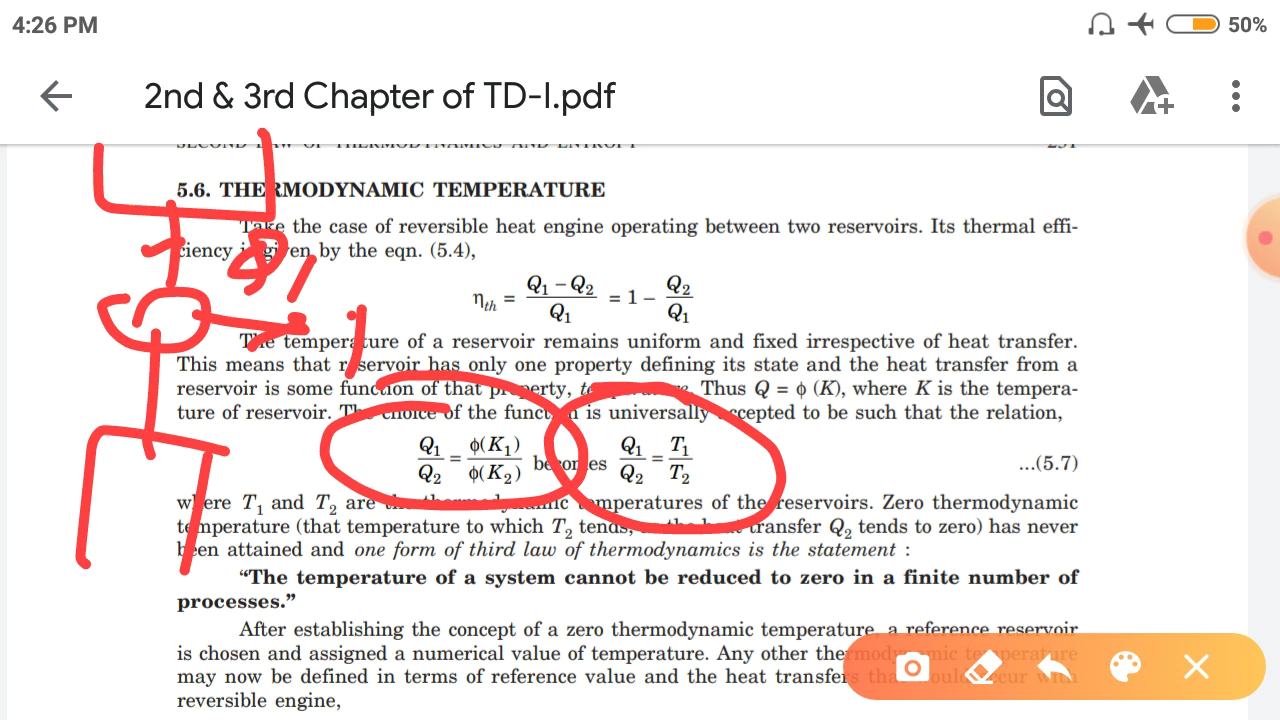 4:26 PM
50%
2nd & 3rd Chapter of TD-I.pdf
SECOND LAW OF THERMODYNAMICS AND ENTROPY 251
5.6. THERMODYNAMIC TEMPERATURE
Take the case of reversible heat engine operating between two reservoirs. Its thermal effi-
ciency is given by the eqn. (5.4),
η_th = (Q₁ – Q₂)/Q₁ = 1 – Q₂/Q₁
Q1
The temperature of a reservoir remains uniform and fixed irrespective of heat transfer.
This means that reservoir has only one property defining its state and the heat transfer from a
reservoir is some function of that property, temperature. Thus Q = φ (K), where K is the tempera-
ture of reservoir. The choice of the function is universally accepted to be such that the relation,
Q₁/Q₂ = φ(K₁)/φ(K₂) becomes Q₁/Q₂ = T₁/T₂ ...(5.7)
where T₁ and T₂ are the thermodynamic temperatures of the reservoirs. Zero thermodynamic
temperature (that temperature to which T₂ tends, as the heat transfer Q₂ tends to zero) has never
been attained and one form of third law of thermodynamics is the statement :
“The temperature of a system cannot be reduced to zero in a finite number of
processes.”
After establishing the concept of a zero thermodynamic temperature, a reference reservoir
is chosen and assigned a numerical value of temperature. Any other thermodynamic temperature
may now be defined in terms of reference value and the heat transfers that would occur with
reversible engine,